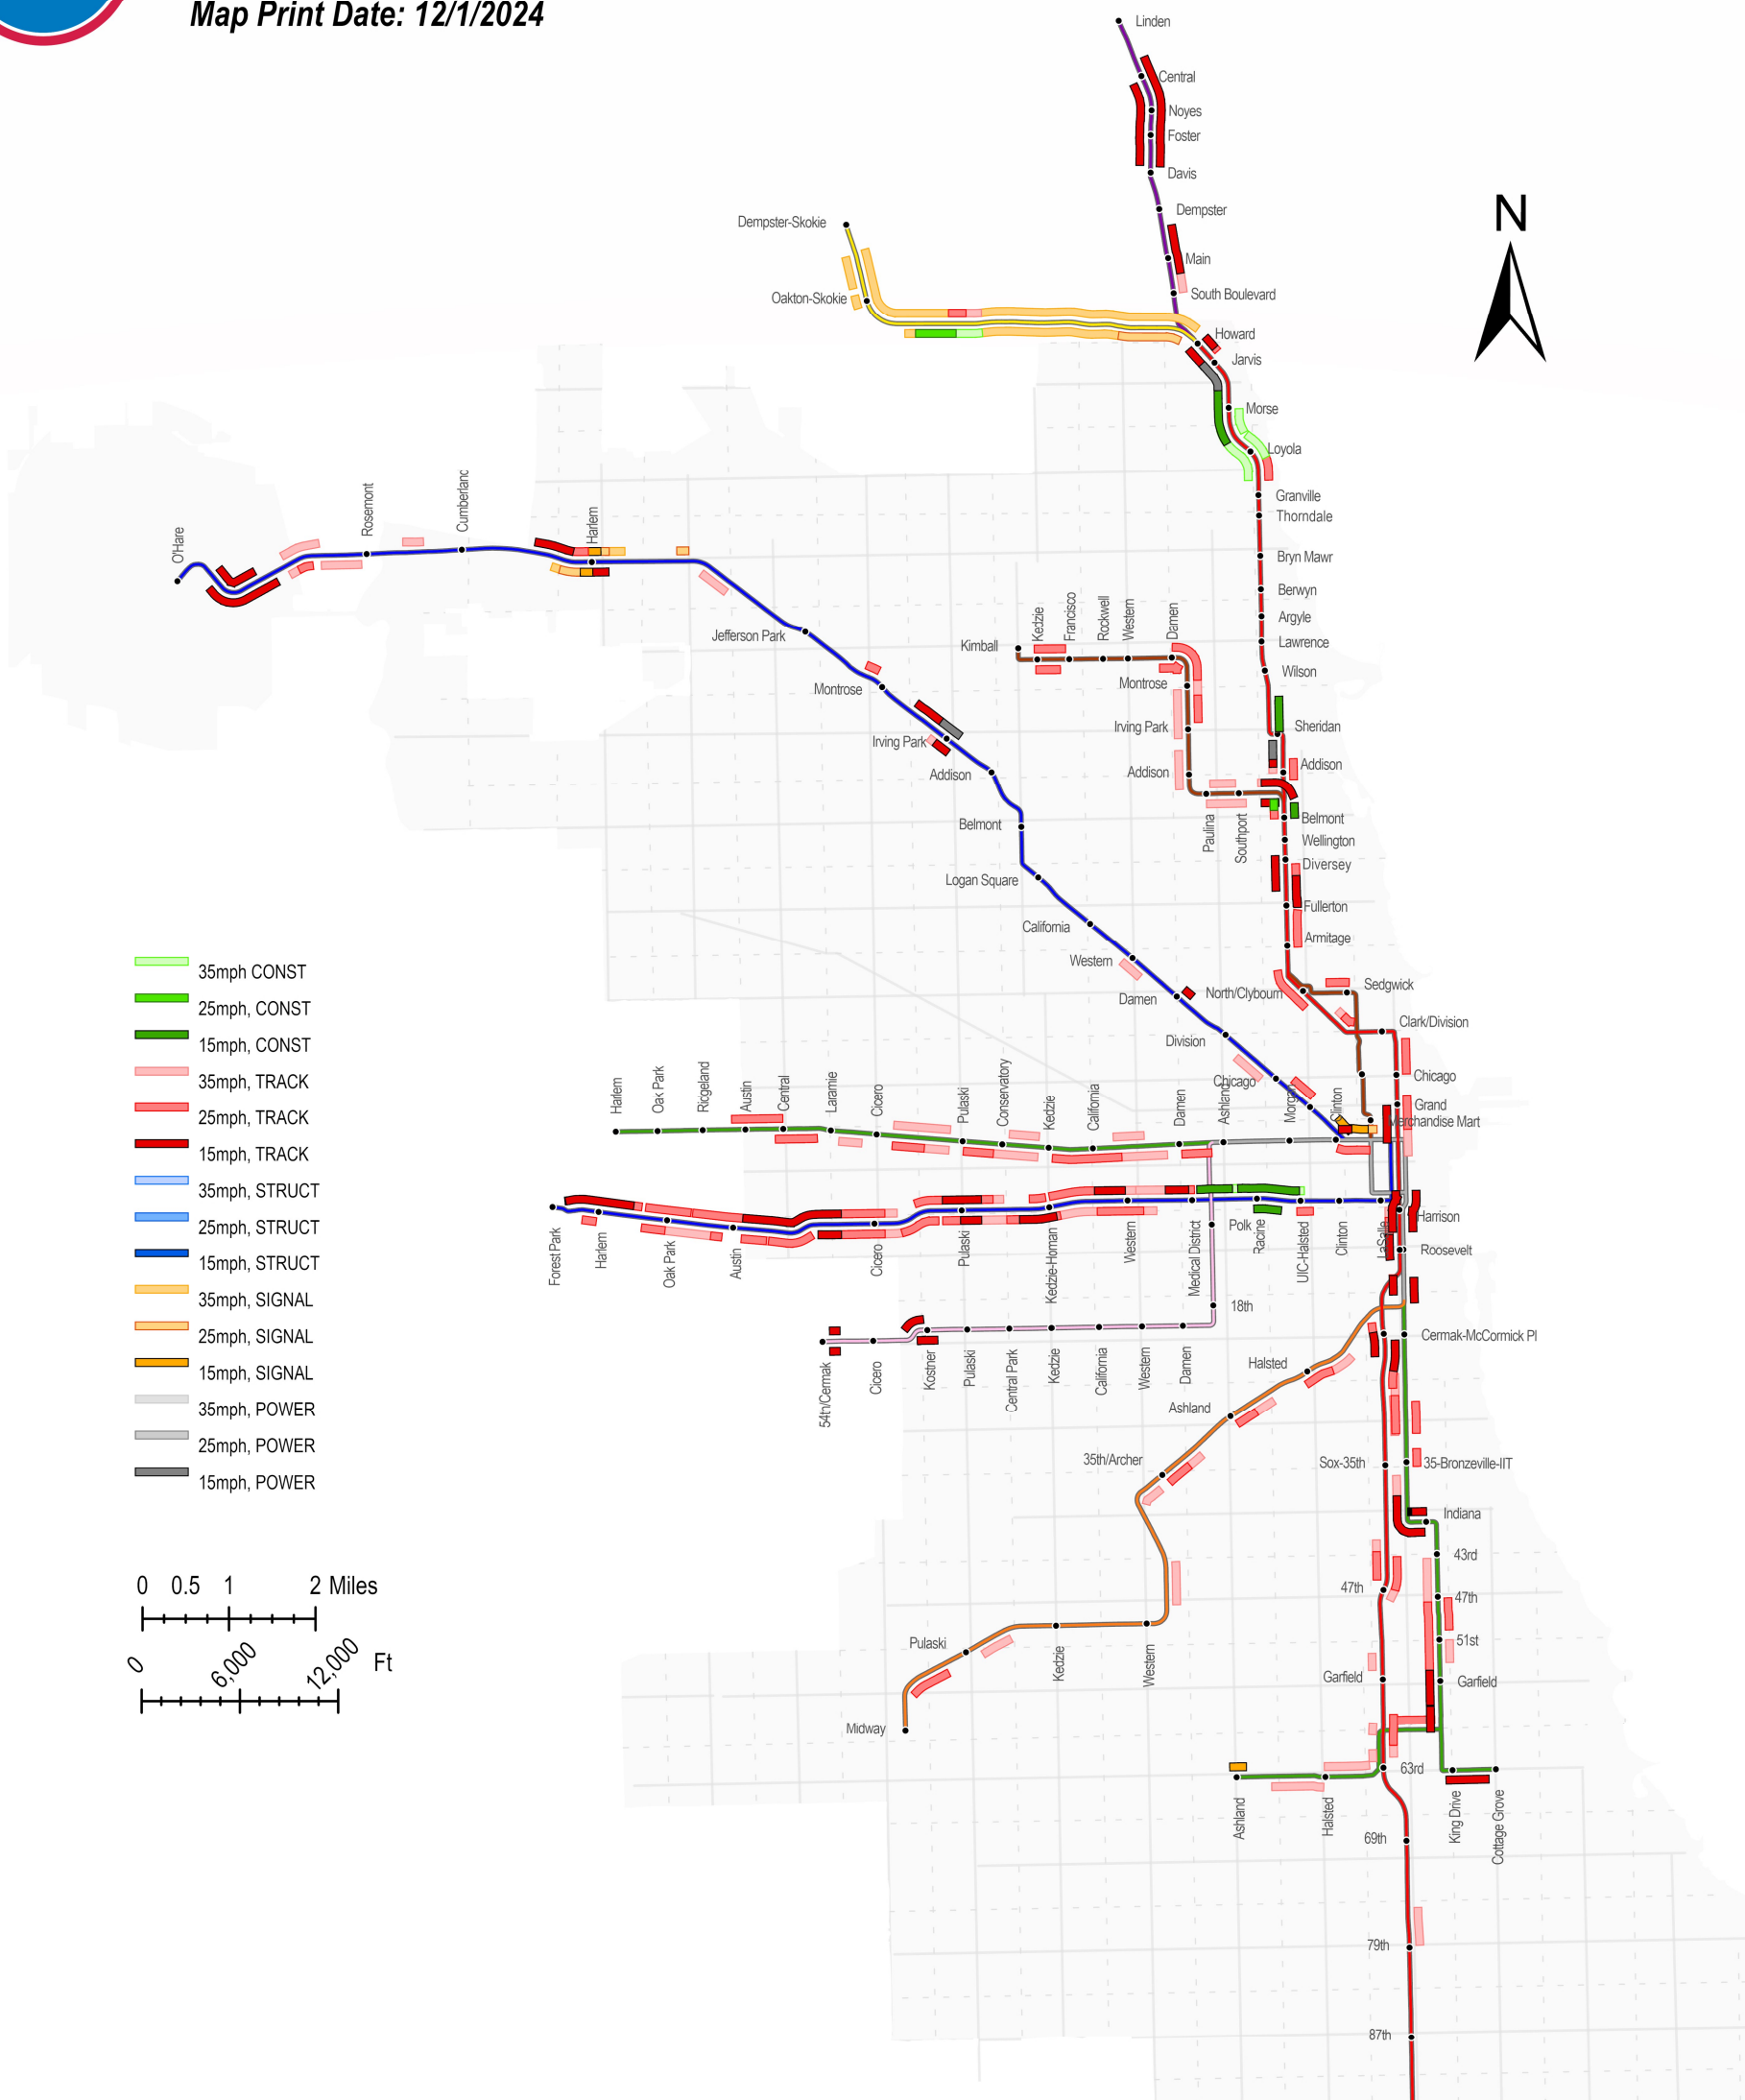 Map Print Date: 12/1/2024
Linden
Central
Noyes
Foster
Davis
Dempster
Main
South Boulevard
N
Dempster-Skokie
Oakton-Skokie
Howard
Jarvis
Morse
Loyola
Granville
Thorndale
Bryn Mawr
Berwyn
Argyle
Lawrence
Wilson
Sheridan
Addison
Belmont
Wellington
Diversey
Fullerton
Armitage
Sedgwick
North/Clybourn
Clark/Division
Chicago
Grand
Merchandise Mart
O'Hare
Rosemont
Cumberland
Harlem
Jefferson Park
Montrose
Irving Park
Addison
Belmont
Logan Square
California
Western
Damen
Division
Chicago
Kimball
Kedzie
Francisco
Rockwell
Western
Damen
Montrose
Irving Park
Addison
Paulina
Southport
Harlem
Oak Park
Ridgeland
Austin
Central
Laramie
Cicero
Pulaski
Conservatory
Kedzie
California
Damen
Ashland
Morgan
Clinton
Forest Park
Harlem
Oak Park
Austin
Cicero
Pulaski
Kedzie-Homan
Western
Medical District
Polk
Racine
UIC-Halsted
Clinton
LaSalle
Harrison
Roosevelt
18th
54th/Cermak
Cicero
Kostner
Pulaski
Central Park
Kedzie
California
Western
Damen
Cermak-McCormick Pl
Halsted
Ashland
35th/Archer
Sox-35th
35-Bronzeville-IIT
Indiana
43rd
47th
47th
51st
Garfield
Garfield
Pulaski
Kedzie
Western
Midway
63rd
Ashland
Halsted
King Drive
Cottage Grove
69th
79th
87th
35mph CONST
25mph, CONST
15mph, CONST
35mph, TRACK
25mph, TRACK
15mph, TRACK
35mph, STRUCT
25mph, STRUCT
15mph, STRUCT
35mph, SIGNAL
25mph, SIGNAL
15mph, SIGNAL
35mph, POWER
25mph, POWER
15mph, POWER
0 0.5 1 2 Miles
0 6,000 12,000 Ft